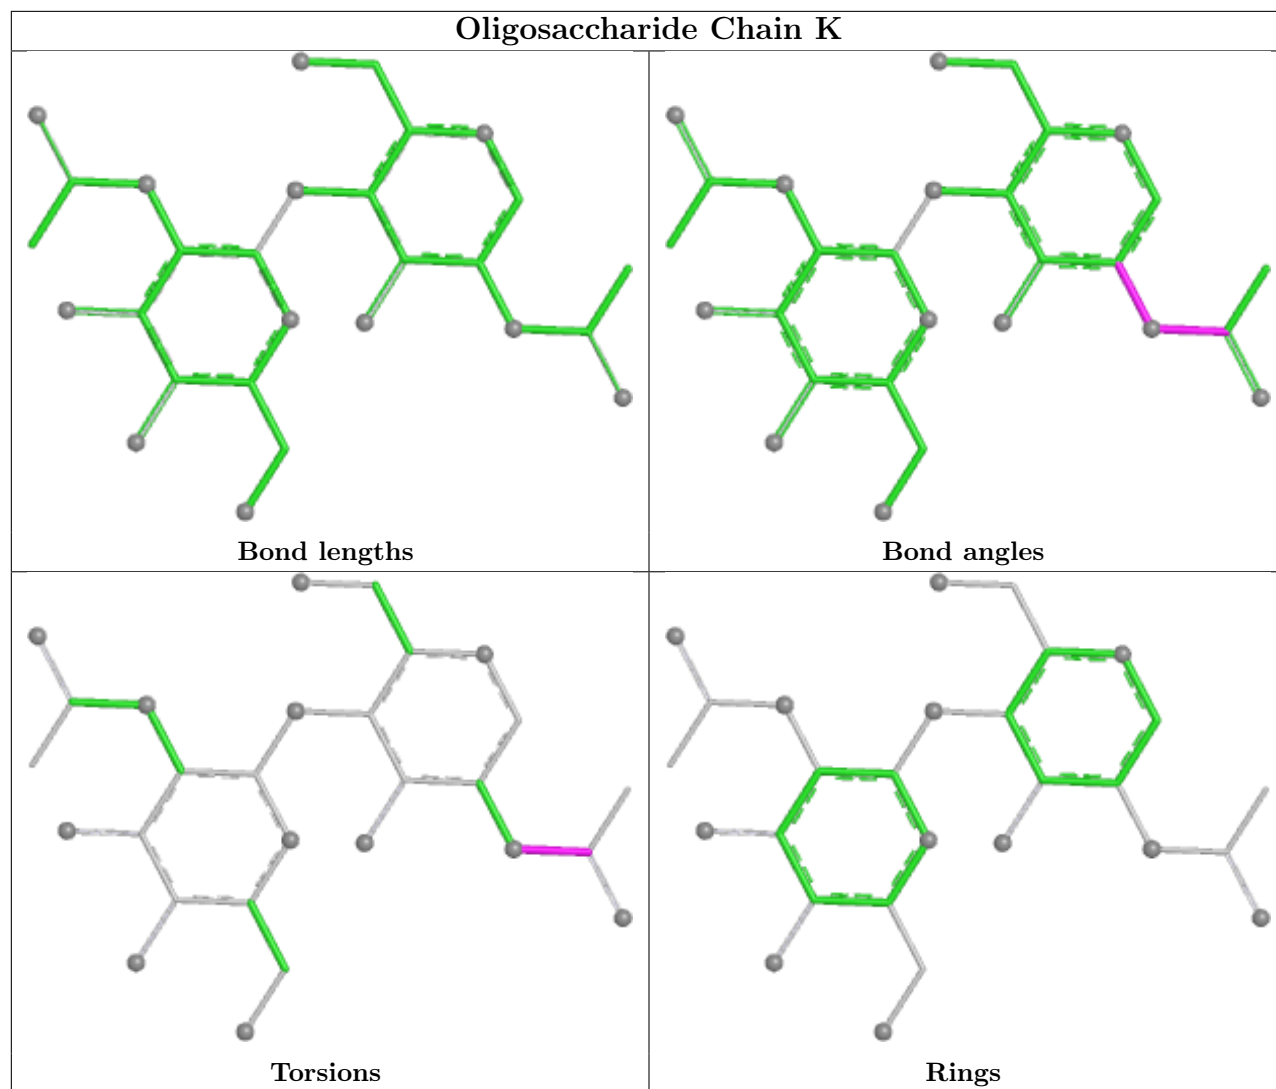 Oligosaccharide Chain K
Bond lengths
Bond angles
Torsions
Rings